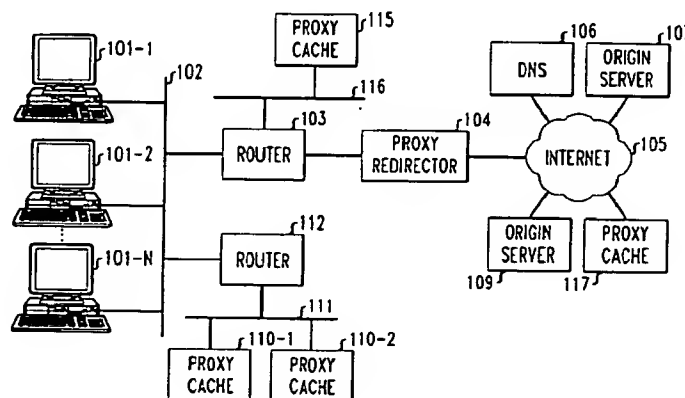 101-1
102
PROXY
CACHE
115
116
103
ROUTER
104
PROXY
REDIRECTOR
106
DNS
107
ORIGIN
SERVER
INTERNET
105
101-2
112
ROUTER
ORIGIN
SERVER
109
PROXY
CACHE
117
101-N
111
110-1
PROXY
CACHE
110-2
PROXY
CACHE